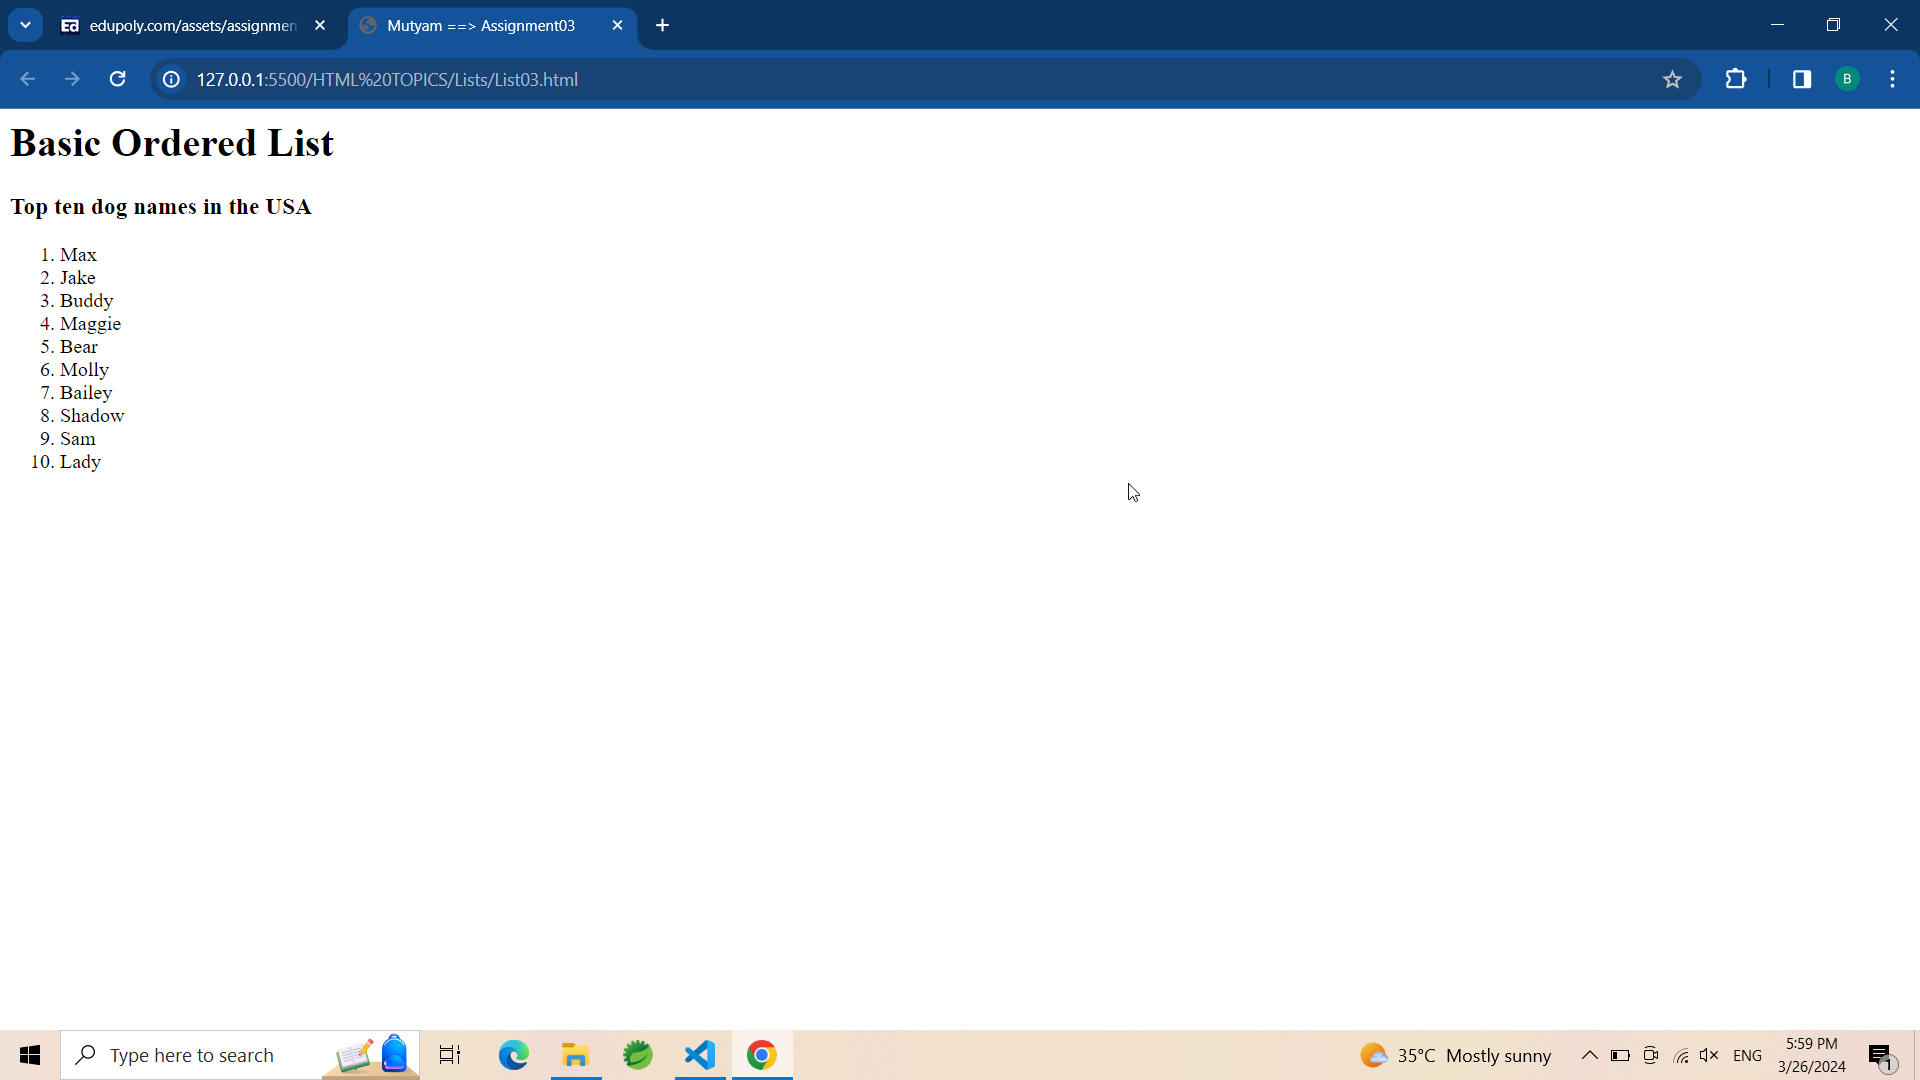 Ed edupoly.com/assets/assignmen
Mutyam ==> Assignment03
127.0.0.1:5500/HTML%20TOPICS/Lists/List03.html
B
Basic Ordered List
Top ten dog names in the USA
1. Max
2. Jake
3. Buddy
4. Maggie
5. Bear
6. Molly
7. Bailey
8. Shadow
9. Sam
10. Lady
Type here to search
35°C Mostly sunny
ENG
5:59 PM
3/26/2024
1